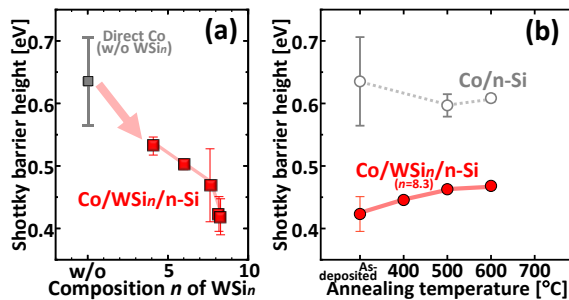 (a)
Shottky barrier height [eV]
0.7
0.6
0.5
0.4
Direct Co
(w/o WSin)
Co/WSin/n-Si
w/o
5
10
Composition n of WSin
(b)
Shottky barrier height [eV]
0.7
0.6
0.5
0.4
Co/n-Si
Co/WSin/n-Si
(n=8.3)
As-
deposited
400 500 600 700
Annealing temperature [°C]